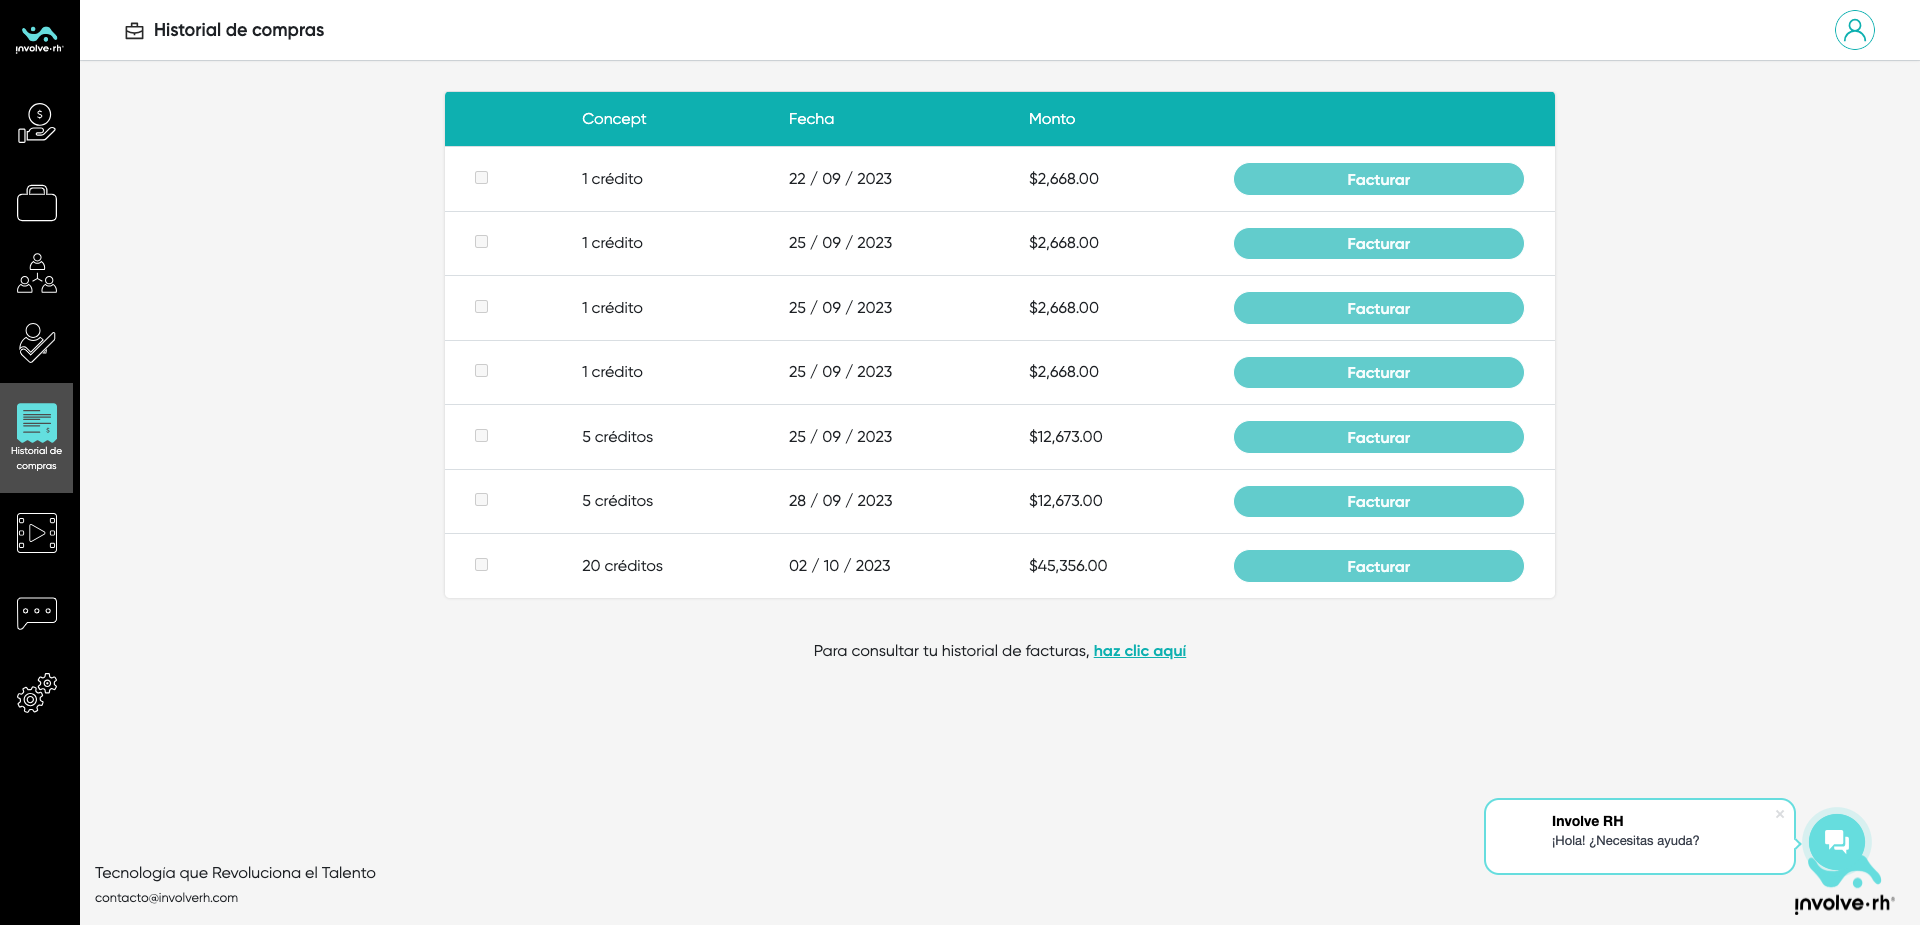 involve·rh®
Historial de compras
Concept Fecha Monto
1 crédito 22 / 09 / 2023 $2,668.00 Facturar
1 crédito 25 / 09 / 2023 $2,668.00 Facturar
1 crédito 25 / 09 / 2023 $2,668.00 Facturar
1 crédito 25 / 09 / 2023 $2,668.00 Facturar
5 créditos 25 / 09 / 2023 $12,673.00 Facturar
5 créditos 28 / 09 / 2023 $12,673.00 Facturar
20 créditos 02 / 10 / 2023 $45,356.00 Facturar
Historial de
compras
Para consultar tu historial de facturas, haz clic aquí
Involve RH
¡Hola! ¿Necesitas ayuda?
Tecnología que Revoluciona el Talento
contacto@involverh.com
involve·rh®